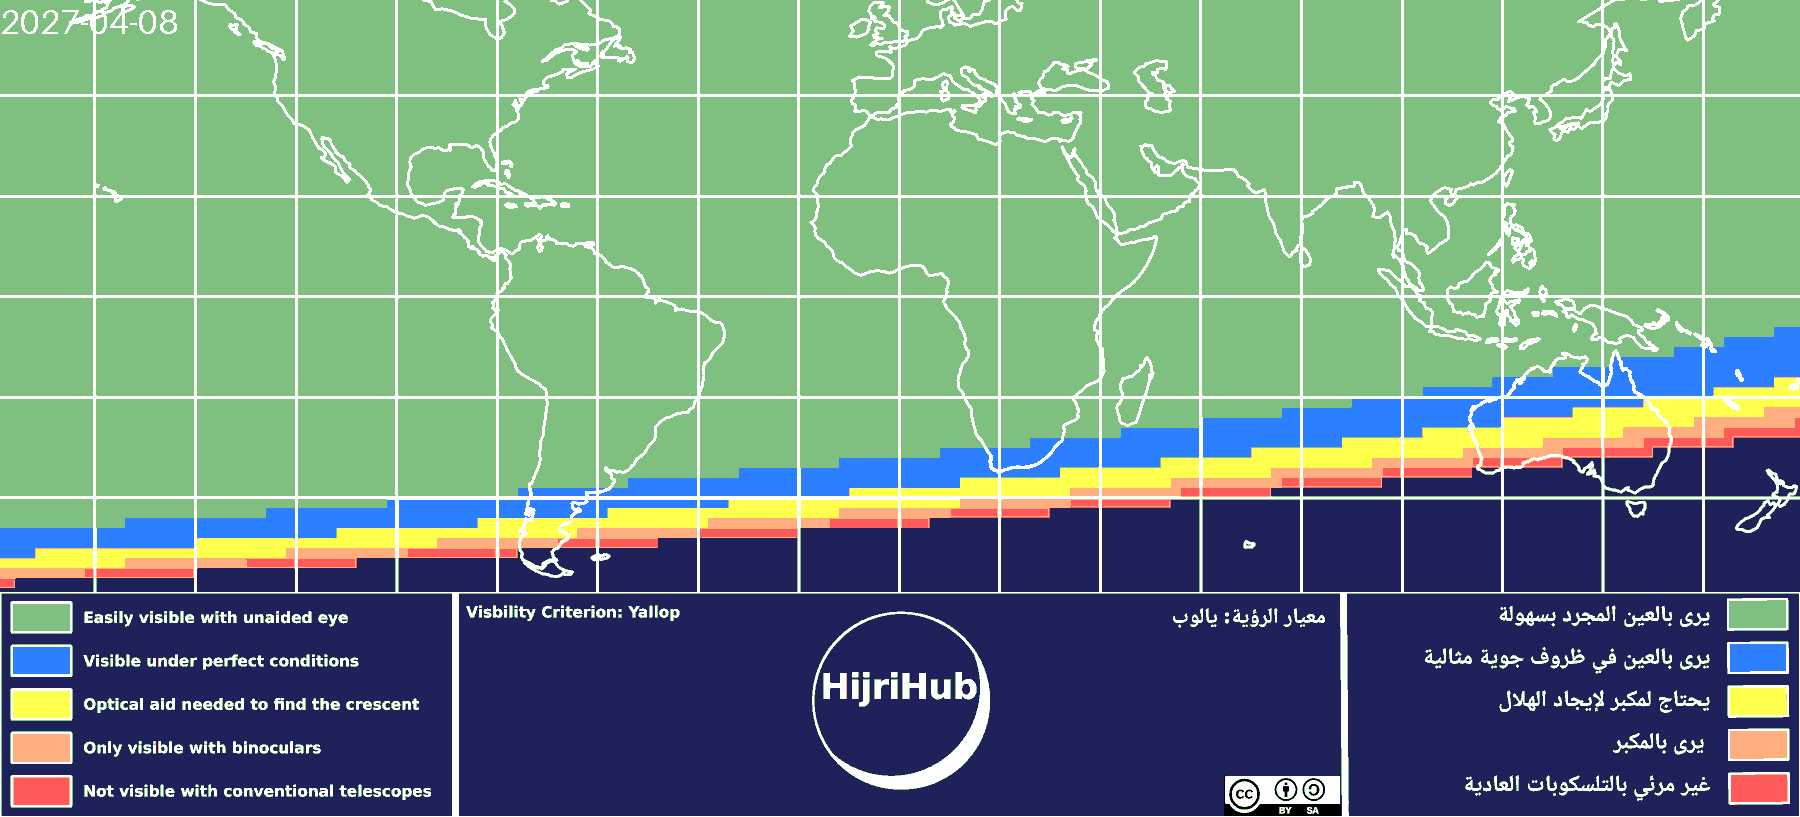 2027-04-08
Easily visible with unaided eye
Visible under perfect conditions
Optical aid needed to find the crescent
Only visible with binoculars
Not visible with conventional telescopes
Visbility Criterion: Yallop
HijriHub
معيار الرؤية: يالوب
CC BY SA
يرى بالعين المجرد بسهولة
يرى بالعين في ظروف جوية مثالية
يحتاج لمكبر لإيجاد الهلال
يرى بالمكبر
غير مرئي بالتلسكوبات العادية